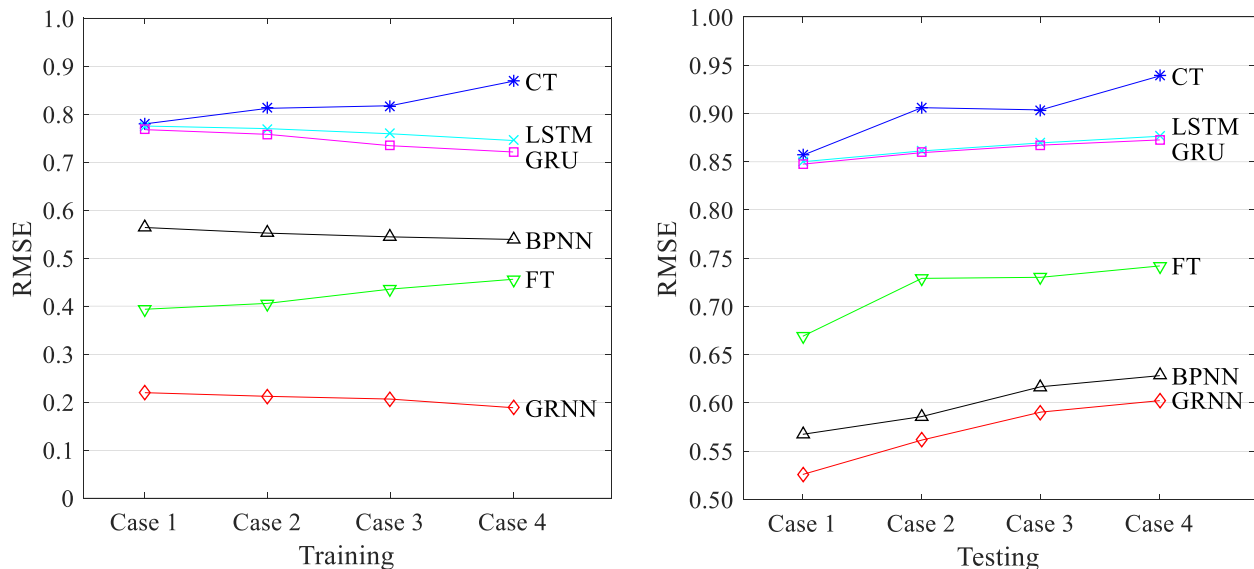 1.0
0.9
0.8
0.7
0.6
0.5
0.4
0.3
0.2
0.1
0
RMSE
CT
LSTM
GRU
BPNN
FT
GRNN
Case 1 Case 2 Case 3 Case 4
Training
1.00
0.95
0.90
0.85
0.80
0.75
0.70
0.65
0.60
0.55
0.50
RMSE
CT
LSTM
GRU
FT
BPNN
GRNN
Case 1 Case 2 Case 3 Case 4
Testing